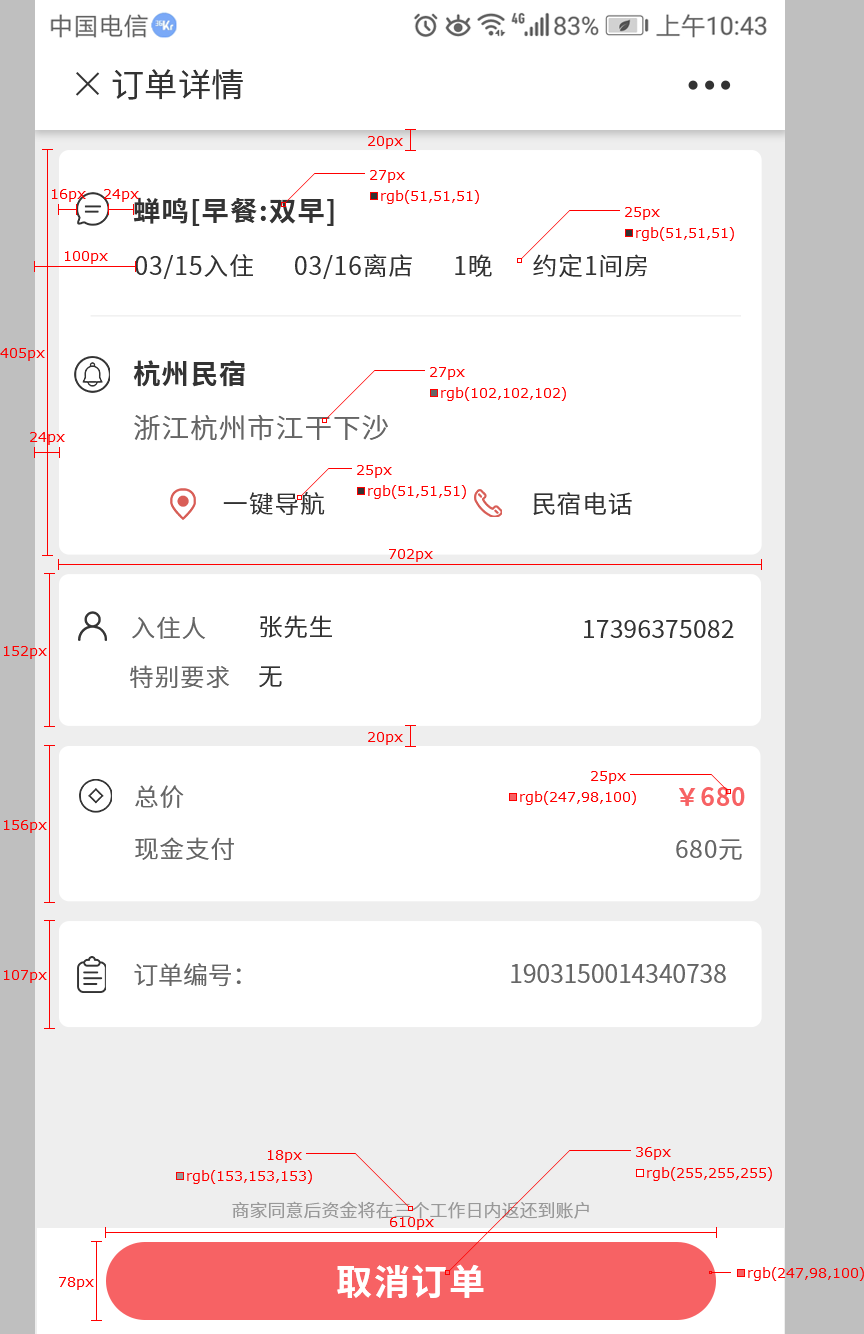 中国电信 36Kr 4G 83% 上午10:43
订单详情
20px
27px
rgb(51,51,51)
16px 24px
蝉鸣[早餐:双早]
25px
rgb(51,51,51)
100px
03/15入住 03/16离店 1晚 约定1间房
405px
杭州民宿
27px
rgb(102,102,102)
浙江杭州市江干下沙
24px
25px
rgb(51,51,51)
一键导航 民宿电话
702px
入住人 张先生 17396375082
152px
特别要求 无
20px
25px
rgb(247,98,100)
总价 ¥680
156px
现金支付 680元
107px
订单编号: 1903150014340738
18px
rgb(153,153,153)
36px
rgb(255,255,255)
商家同意后资金将在三个工作日内返还到账户
610px
78px
取消订单
rgb(247,98,100)